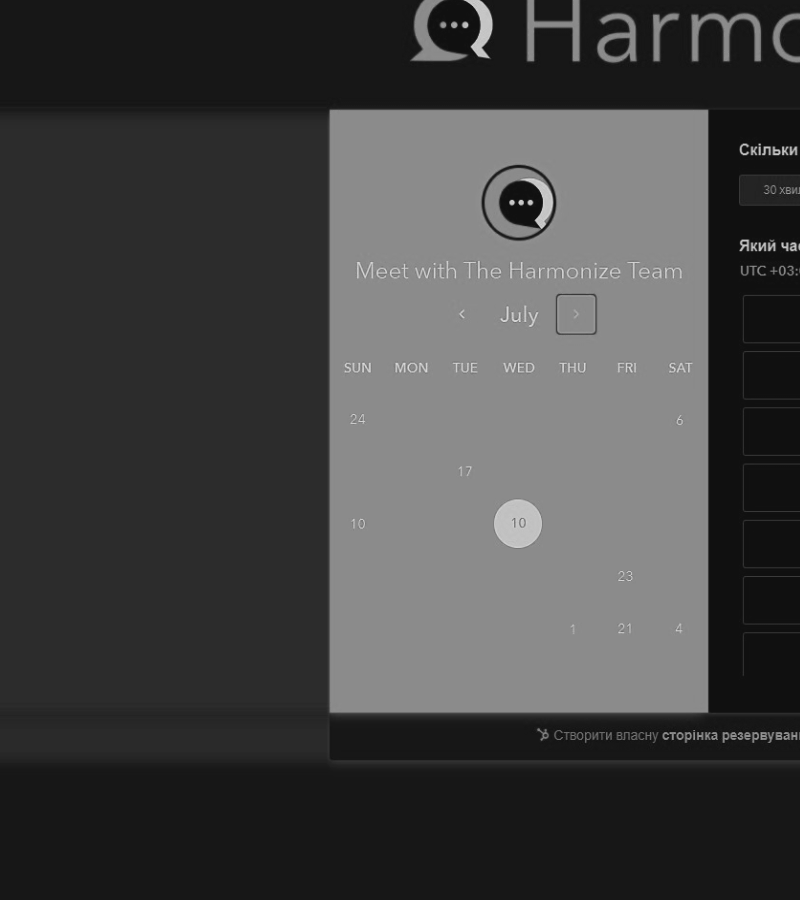 Harmo
Meet with The Harmonize Team
July
SUN MON TUE WED THU FRI SAT
24 6
17
10 10
23
1 21 4
Скільки
30 хви
Який час
UTC +03:
Створити власну сторінка резервуван